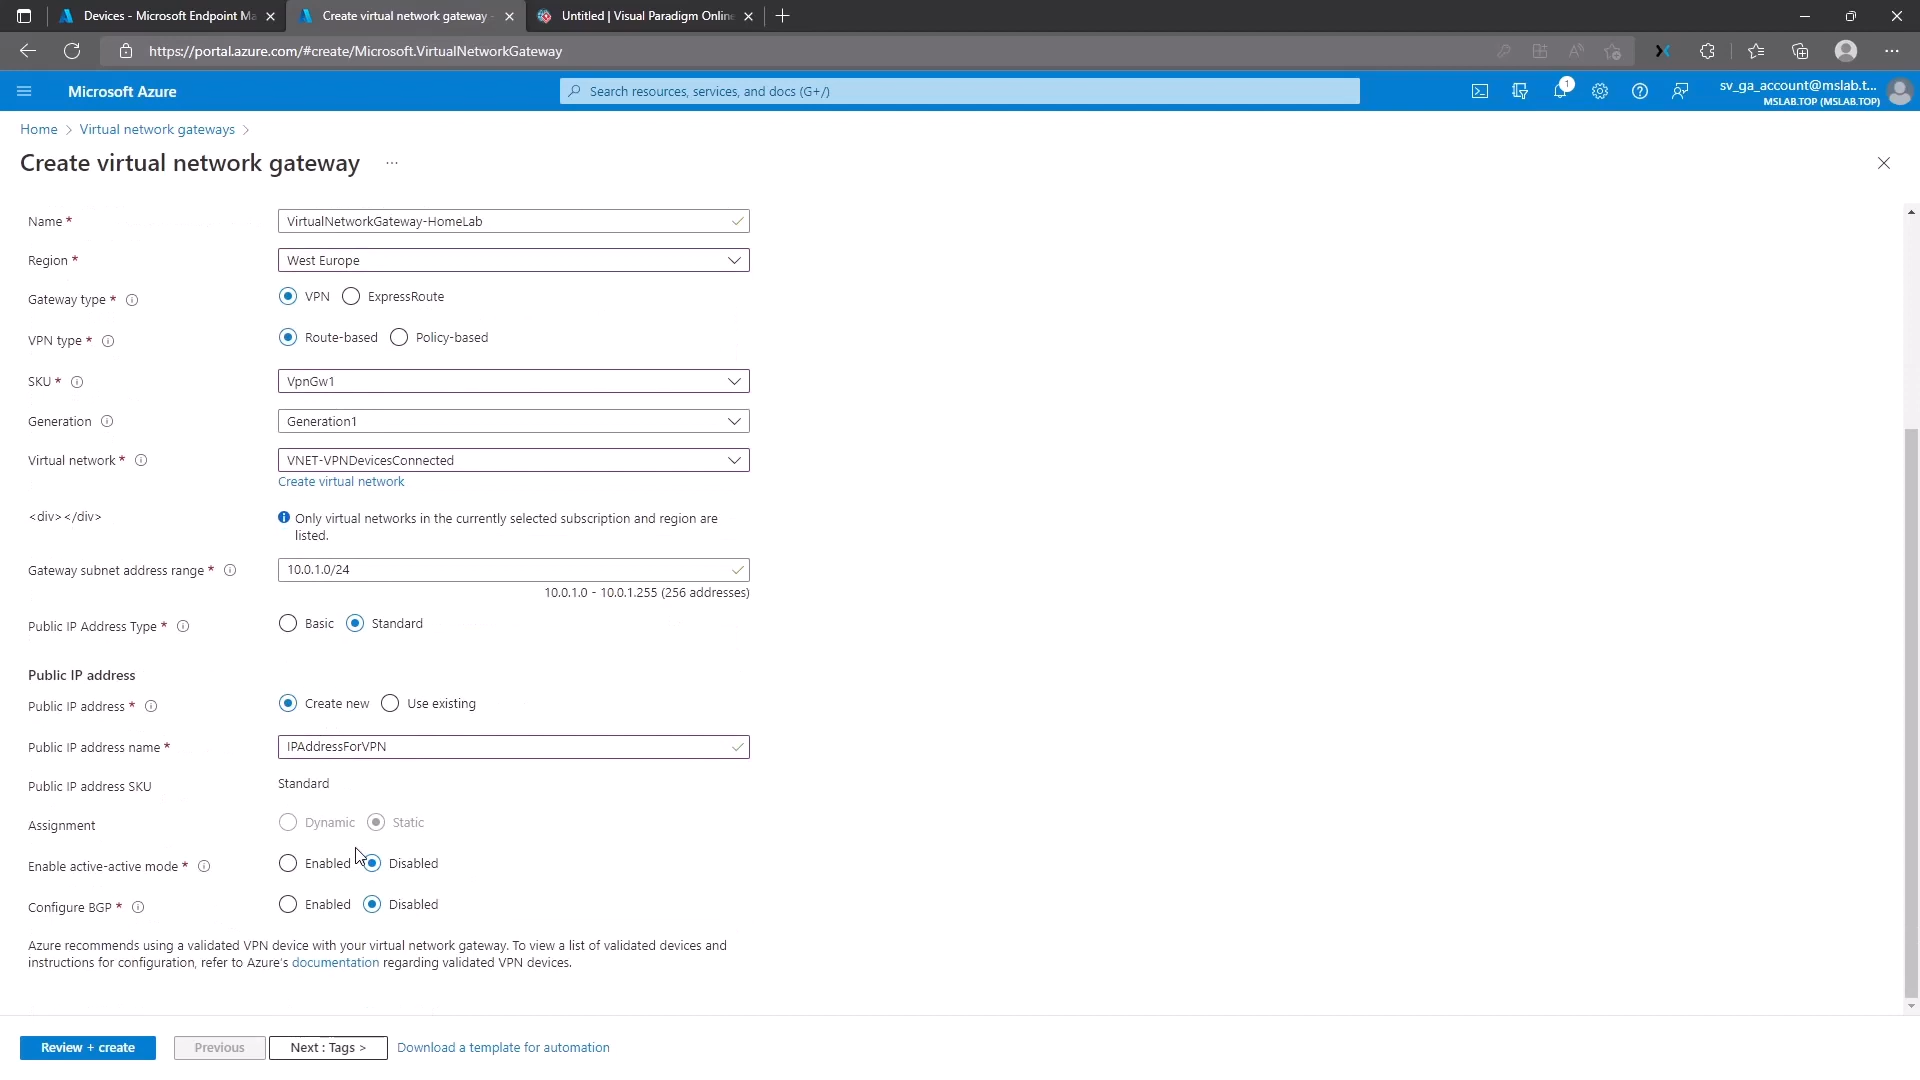 Devices - Microsoft Endpoint Ma
Create virtual network gateway -
Untitled | Visual Paradigm Online
https://portal.azure.com/#create/Microsoft.VirtualNetworkGateway
Microsoft Azure
Search resources, services, and docs (G+/)
1
sv_ga_account@mslab.t...
MSLAB.TOP (MSLAB.TOP)
Home > Virtual network gateways >
Create virtual network gateway ...
Name * VirtualNetworkGateway-HomeLab
Region * West Europe
Gateway type * VPN ExpressRoute
VPN type * Route-based Policy-based
SKU * VpnGw1
Generation Generation1
Virtual network * VNET-VPNDevicesConnected
Create virtual network
<div></div> Only virtual networks in the currently selected subscription and region are
listed.
Gateway subnet address range * 10.0.1.0/24
10.0.1.0 - 10.0.1.255 (256 addresses)
Public IP Address Type * Basic Standard
Public IP address
Public IP address * Create new Use existing
Public IP address name * IPAddressForVPN
Public IP address SKU Standard
Assignment Dynamic Static
Enable active-active mode * Enabled Disabled
Configure BGP * Enabled Disabled
Azure recommends using a validated VPN device with your virtual network gateway. To view a list of validated devices and
instructions for configuration, refer to Azure's documentation regarding validated VPN devices.
Review + create Previous Next : Tags > Download a template for automation